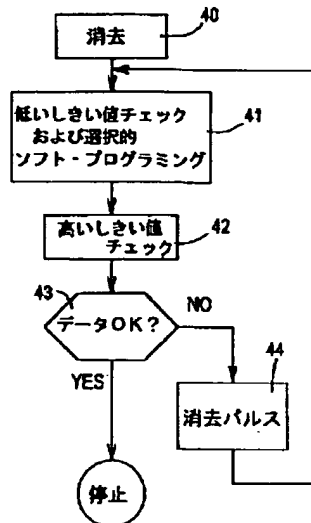 消去
40
低いしきい値チェック
および選択的
ソフト・プログラミング
41
高いしきい値
チェック
42
43
データOK?
NO
YES
44
消去パルス
停止